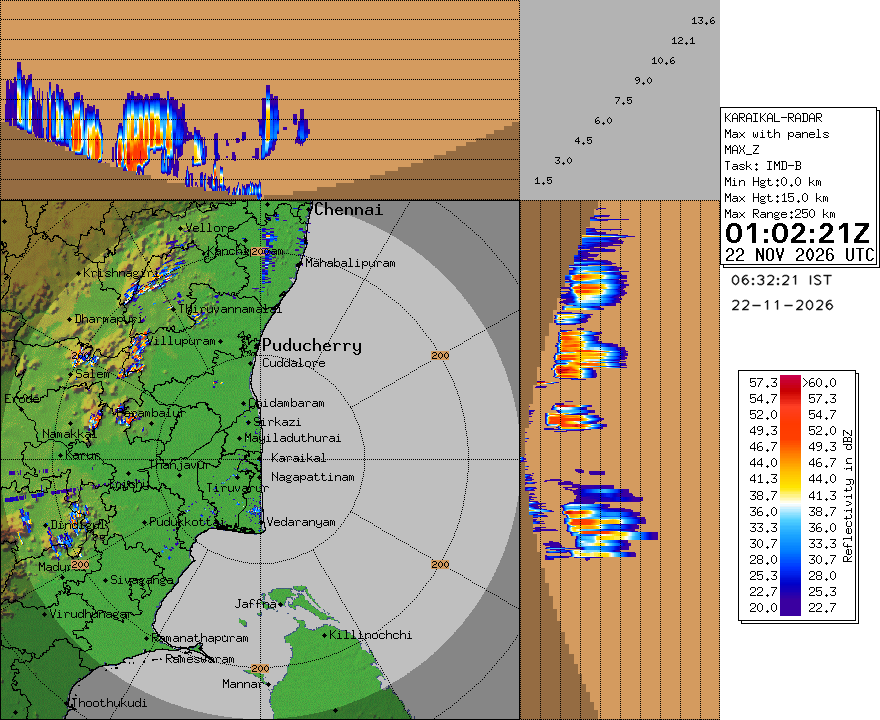 13.6
12.1
10.6
9.0
7.5
6.0
4.5
3.0
1.5
KARAIKAL-RADAR
Max with panels
MAX_Z
Task: IMD-B
Min Hgt:0.0 km
Max Hgt:15.0 km
Max Range:250 km
01:02:21Z
22 NOV 2026 UTC
06:32:21 IST
22-11-2026
Chennai
Vellore
200
Mahabalipuram
Krishnagiri
Thiruvannamalai
Dharmapuri
Villupuram
Puducherry
200
200
Cuddalore
Salem
Erode
Chidambaram
Perambalur
Sirkazi
Namakkal
Mayiladuthurai
Karur
Thanjavur
Karaikal
Nagapattinam
Tiruvarur
Dindigul
Pudukkottai
Vedaranyam
200
200
Madurai
Sivaganga
Jaffna
Virudhunagar
Ramanathapuram
Killinochchi
Rameswaram
200
Mannar
Thoothukudi
57.3 >60.0
54.7 57.3
52.0 54.7
49.3 52.0
46.7 49.3
44.0 46.7
41.3 44.0
38.7 41.3
36.0 38.7
33.3 36.0
30.7 33.3
28.0 30.7
25.3 28.0
22.7 25.3
20.0 22.7
Reflectivity in dBZ